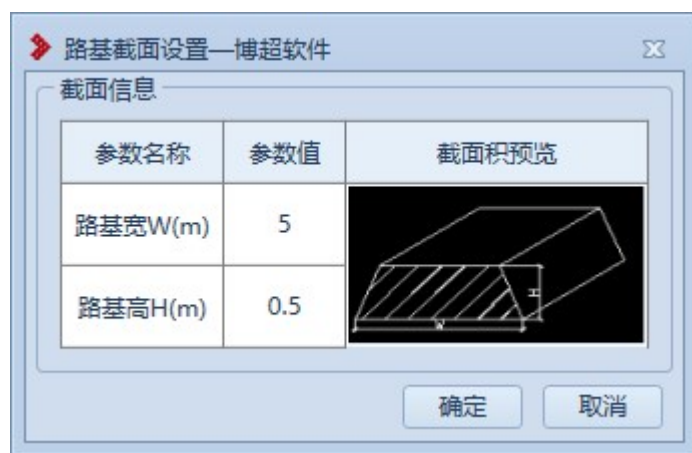 路基截面设置—博超软件
截面信息
参数名称 参数值 截面积预览
路基宽W(m) 5
路基高H(m) 0.5
H
W
确定 取消